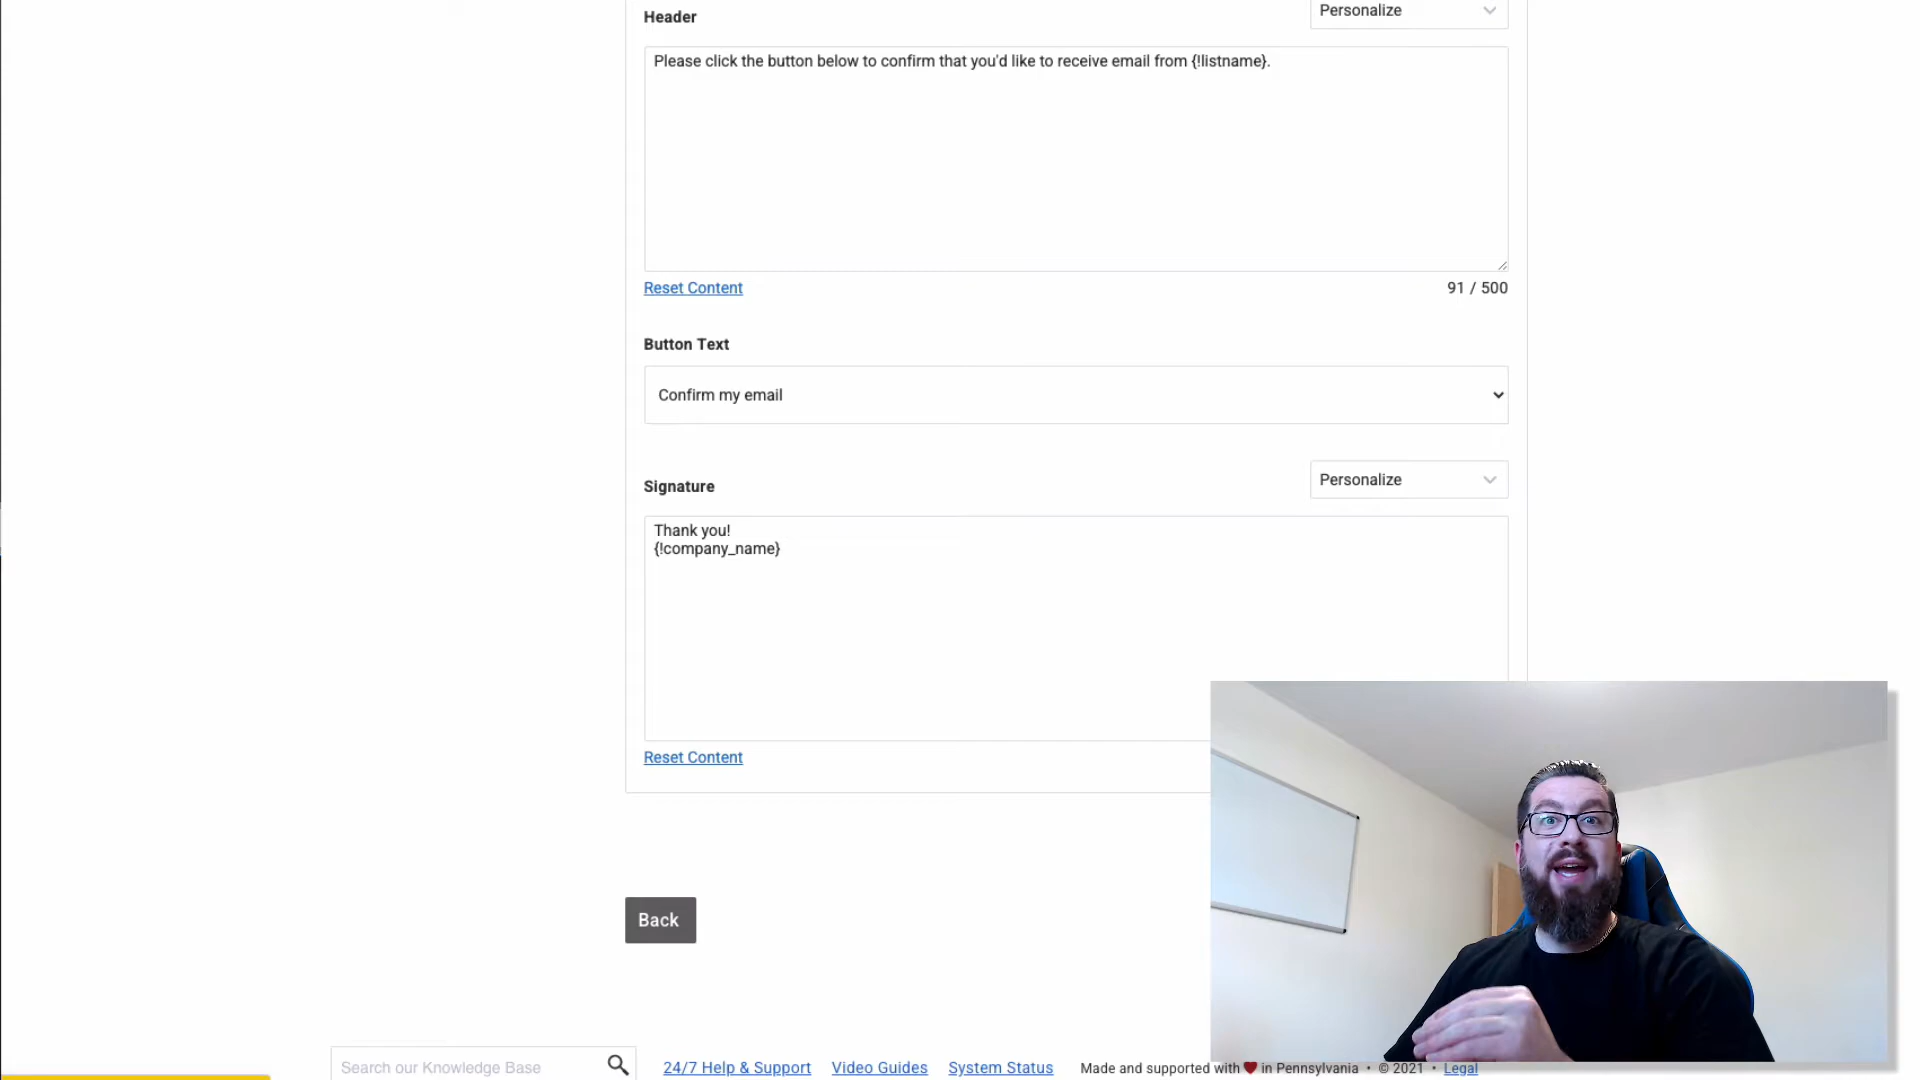 Header
Personalize
Please click the button below to confirm that you'd like to receive email from {!listname}.
Reset Content
91 / 500
Button Text
Confirm my email
Signature
Personalize
Thank you!
{!company_name}
Reset Content
Back
Search our Knowledge Base
24/7 Help & Support
Video Guides
System Status
Made and supported with ❤ in Pennsylvania • © 2021 • Legal